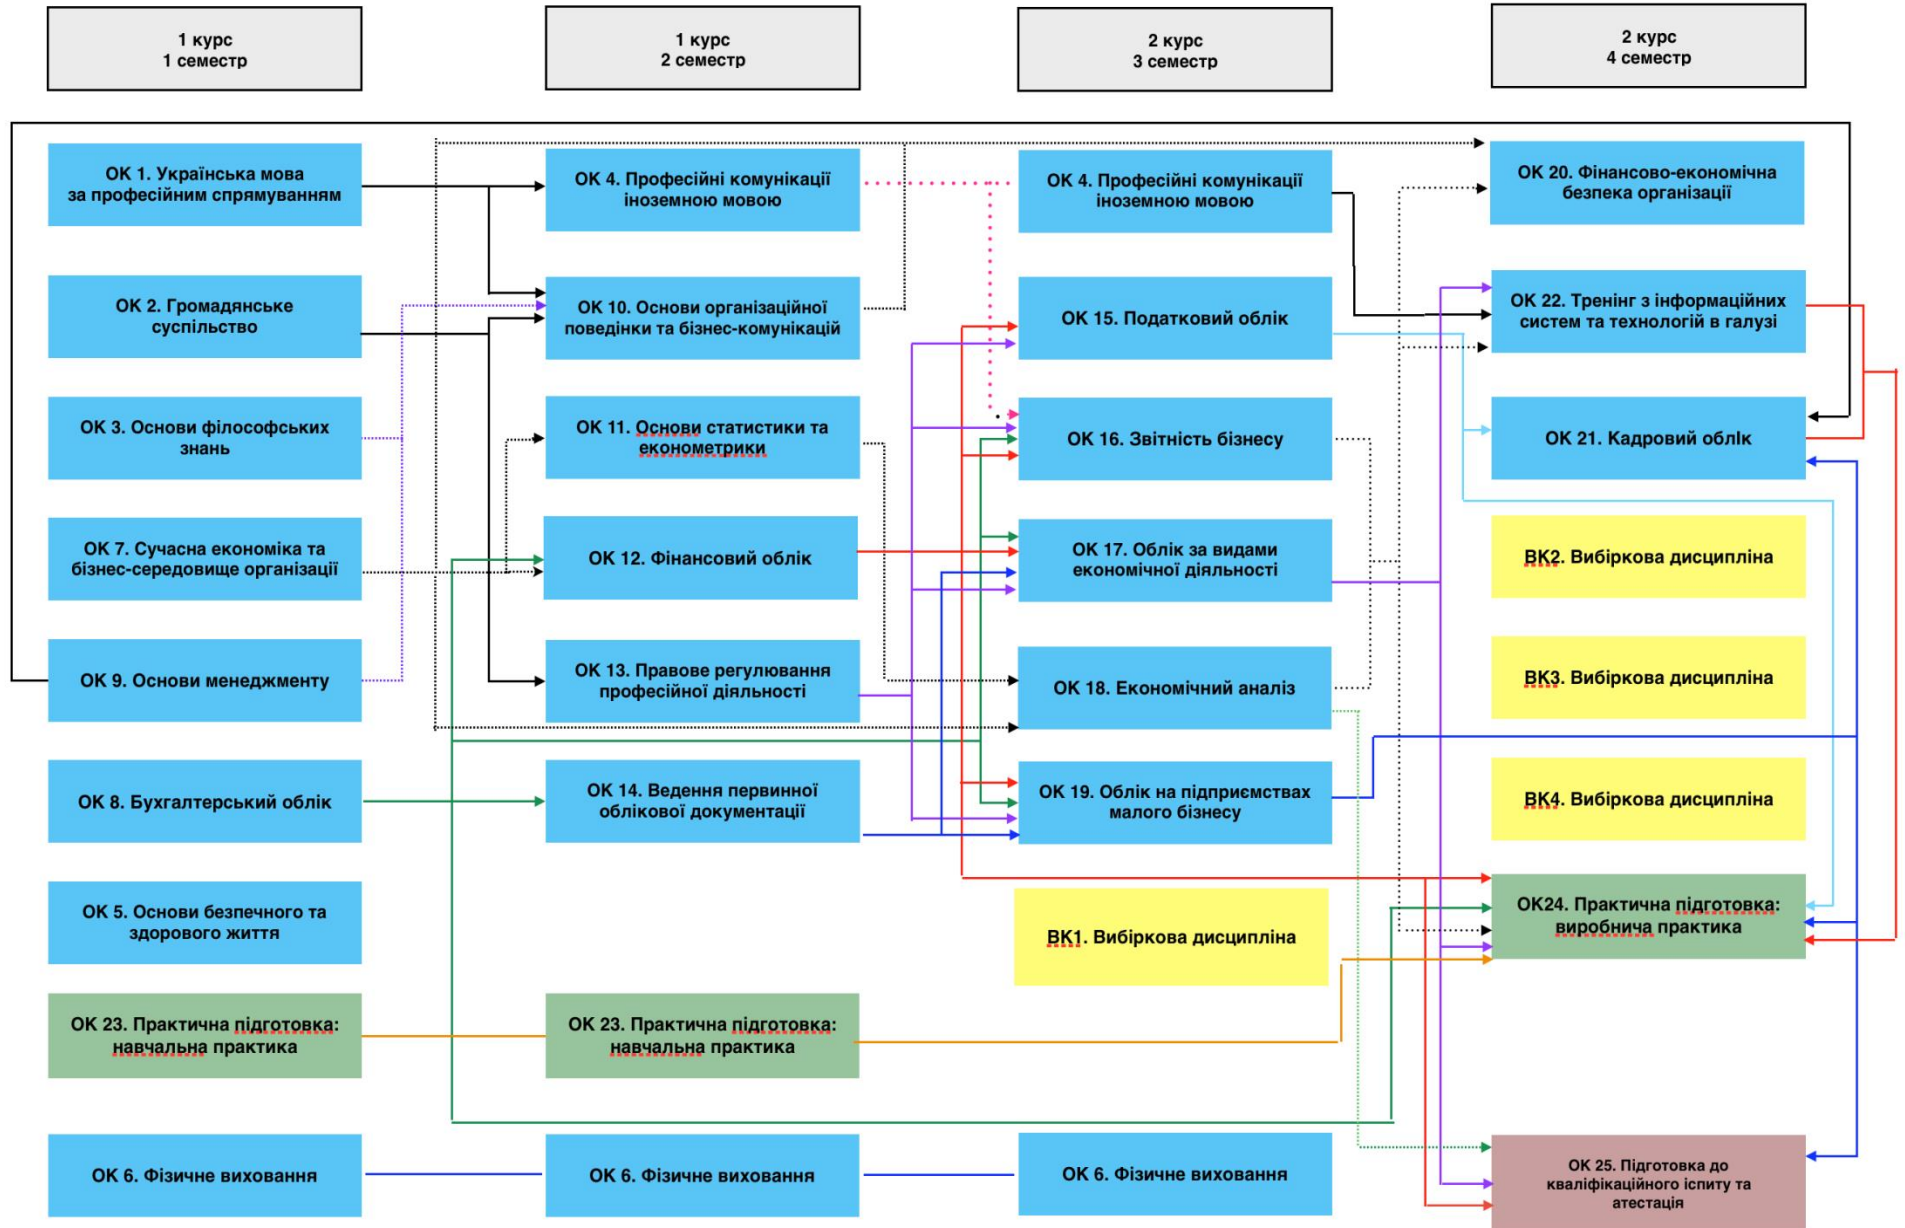 1 курс
1 семестр
1 курс
2 семестр
2 курс
3 семестр
2 курс
4 семестр
ОК 1. Українська мова
за професійним спрямуванням
ОК 2. Громадянське
суспільство
ОК 3. Основи філософських
знань
ОК 7. Сучасна економіка та
бізнес-середовище організації
ОК 9. Основи менеджменту
ОК 8. Бухгалтерський облік
ОК 5. Основи безпечного та
здорового життя
ОК 23. Практична підготовка:
навчальна практика
ОК 6. Фізичне виховання
ОК 4. Професійні комунікації
іноземною мовою
ОК 10. Основи організаційної
поведінки та бізнес-комунікацій
ОК 11. Основи статистики та
економетрики
ОК 12. Фінансовий облік
ОК 13. Правове регулювання
професійної діяльності
ОК 14. Ведення первинної
облікової документації
ОК 23. Практична підготовка:
навчальна практика
ОК 6. Фізичне виховання
ОК 4. Професійні комунікації
іноземною мовою
ОК 15. Податковий облік
ОК 16. Звітність бізнесу
ОК 17. Облік за видами
економічної діяльності
ОК 18. Економічний аналіз
ОК 19. Облік на підприємствах
малого бізнесу
ВК1. Вибіркова дисципліна
ОК 6. Фізичне виховання
ОК 20. Фінансово-економічна
безпека організації
ОК 22. Тренінг з інформаційних
систем та технологій в галузі
ОК 21. Кадровий облІк
ВК2. Вибіркова дисципліна
ВК3. Вибіркова дисципліна
ВК4. Вибіркова дисципліна
ОК24. Практична підготовка:
виробнича практика
ОК 25. Підготовка до
кваліфікаційного іспиту та
атестація